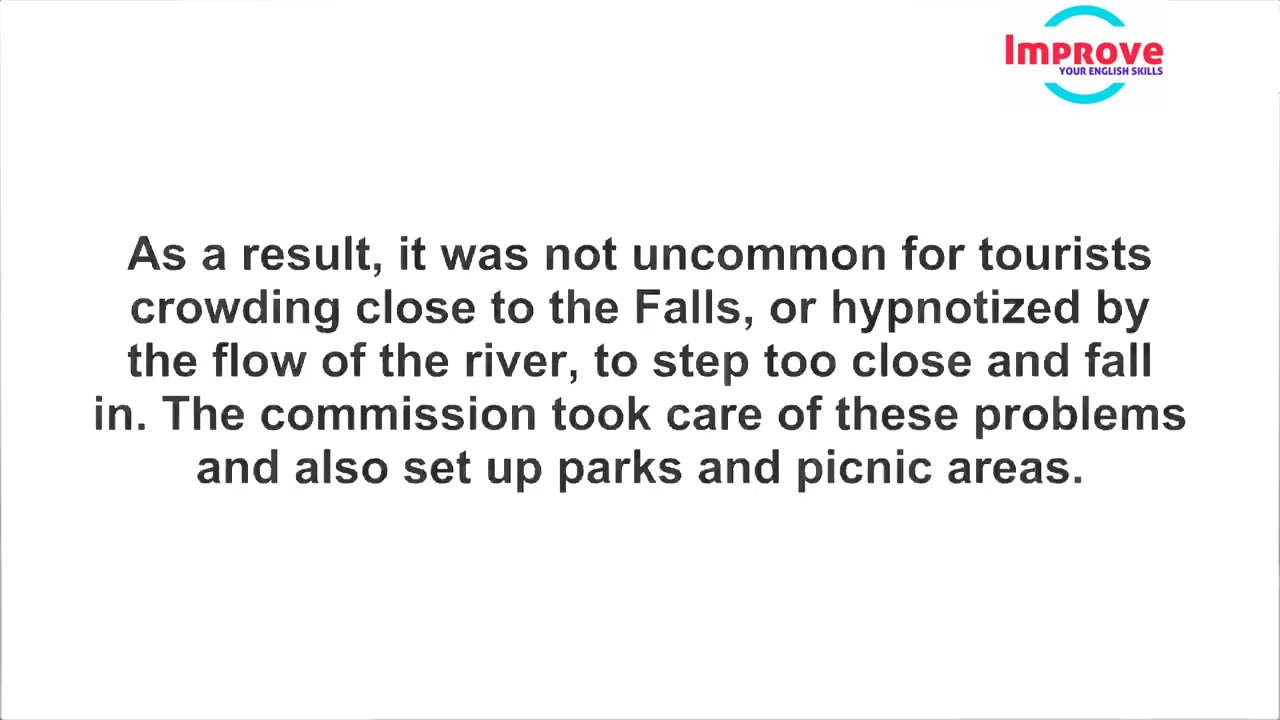 Improve
YOUR ENGLISH SKILLS
As a result, it was not uncommon for tourists
crowding close to the Falls, or hypnotized by
the flow of the river, to step too close and fall
in. The commission took care of these problems
and also set up parks and picnic areas.